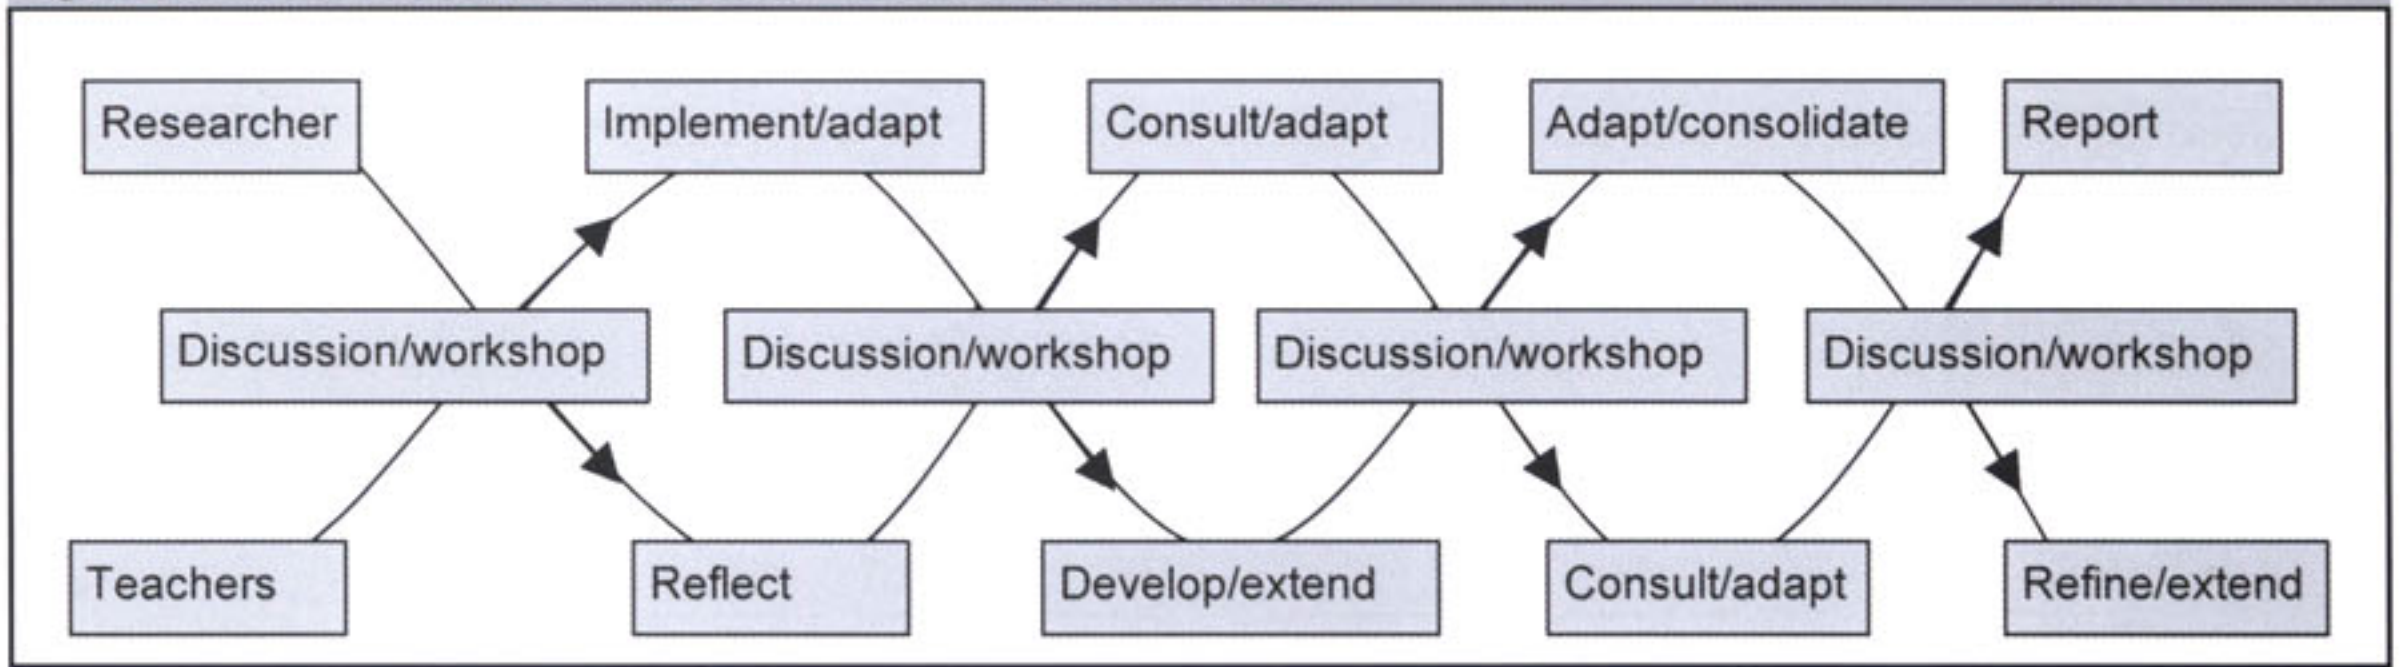 Researcher
Implement/adapt
Consult/adapt
Adapt/consolidate
Report
Discussion/workshop
Discussion/workshop
Discussion/workshop
Discussion/workshop
Teachers
Reflect
Develop/extend
Consult/adapt
Refine/extend